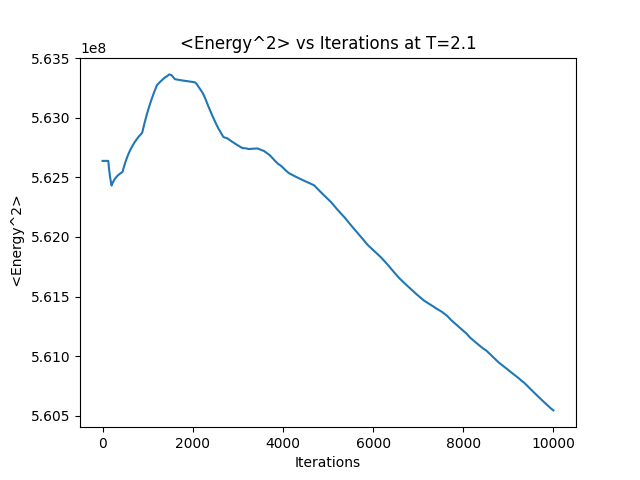 <Energy^2> vs Iterations at T=2.1
1e8
5.635
5.630
5.625
5.620
5.615
5.610
5.605
<Energy^2>
0 2000 4000 6000 8000 10000
Iterations